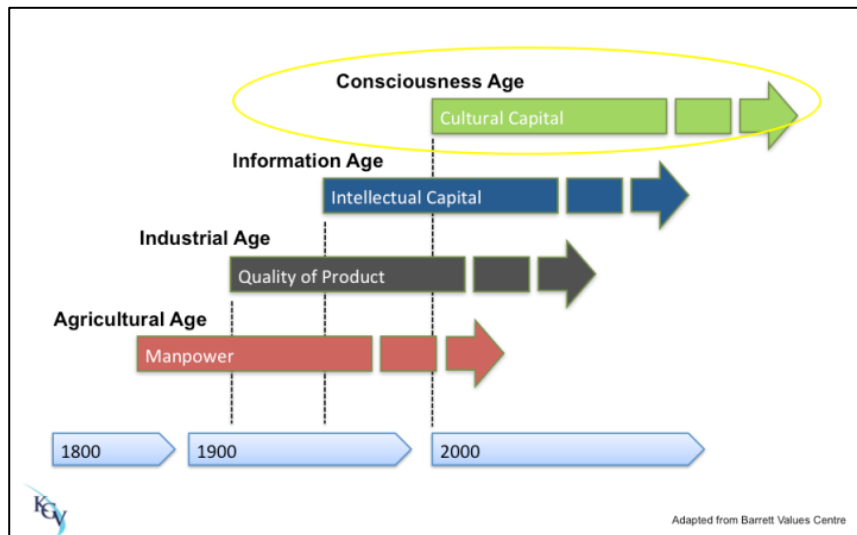 Consciousness Age
Cultural Capital
Information Age
Intellectual Capital
Industrial Age
Quality of Product
Agricultural Age
Manpower
1800
1900
2000
KGV
Adapted from Barrett Values Centre